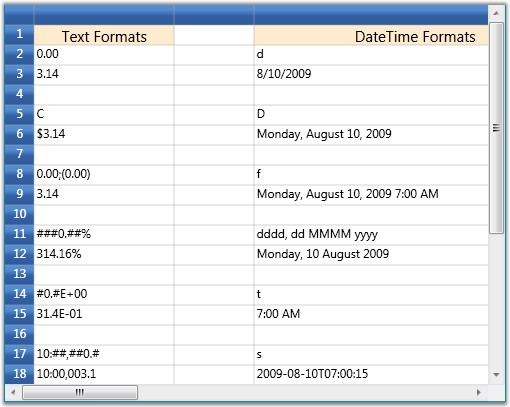 1 Text Formats DateTime Formats
2 0.00 d
3 3.14 8/10/2009
4
5 C D
6 $3.14 Monday, August 10, 2009
7
8 0.00;(0.00) f
9 3.14 Monday, August 10, 2009 7:00 AM
10
11 ###0.##% dddd, dd MMMM yyyy
12 314.16% Monday, 10 August 2009
13
14 #0.#E+00 t
15 31.4E-01 7:00 AM
16
17 10:##,##0.# s
18 10:00,003.1 2009-08-10T07:00:15